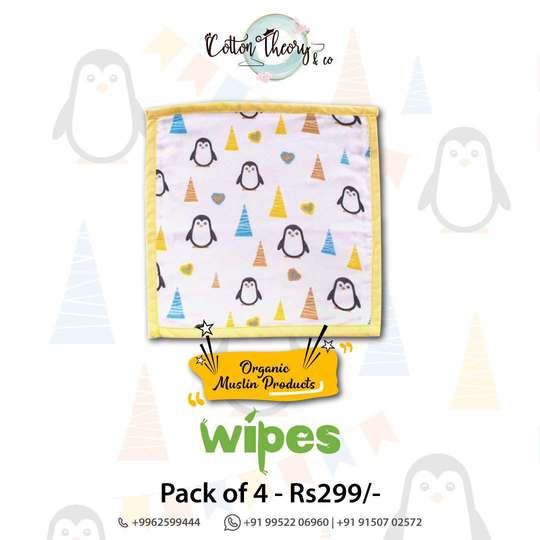 Cotton Theory
& co
Organic
Muslin Products
wipes
Pack of 4 - Rs299/-
+9962599444 +91 99522 06960 | +91 91507 02572